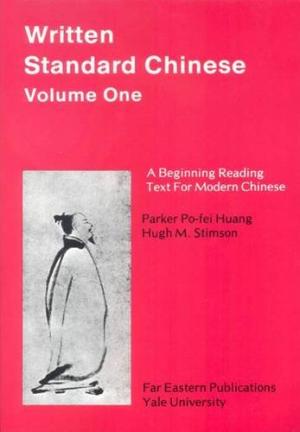 Written
Standard Chinese
Volume One
A Beginning Reading
Text For Modern Chinese
Parker Po-fei Huang
Hugh M. Stimson
Far Eastern Publications
Yale University